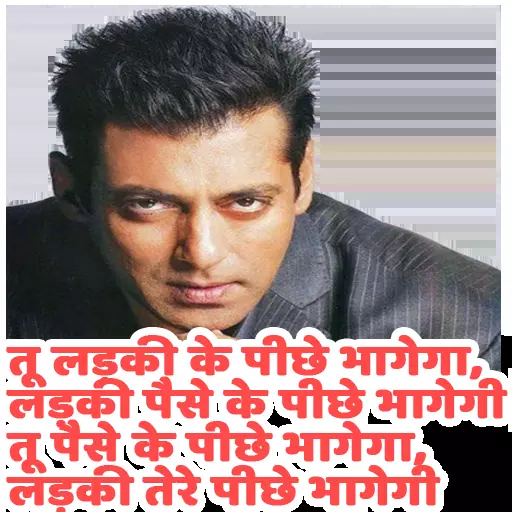 तू लड़की के पीछे भागेगा,
लड़की पैसे के पीछे भागेगी
तू पैसे के पीछे भागेगा,
लड़की तेरे पीछे भागेगी